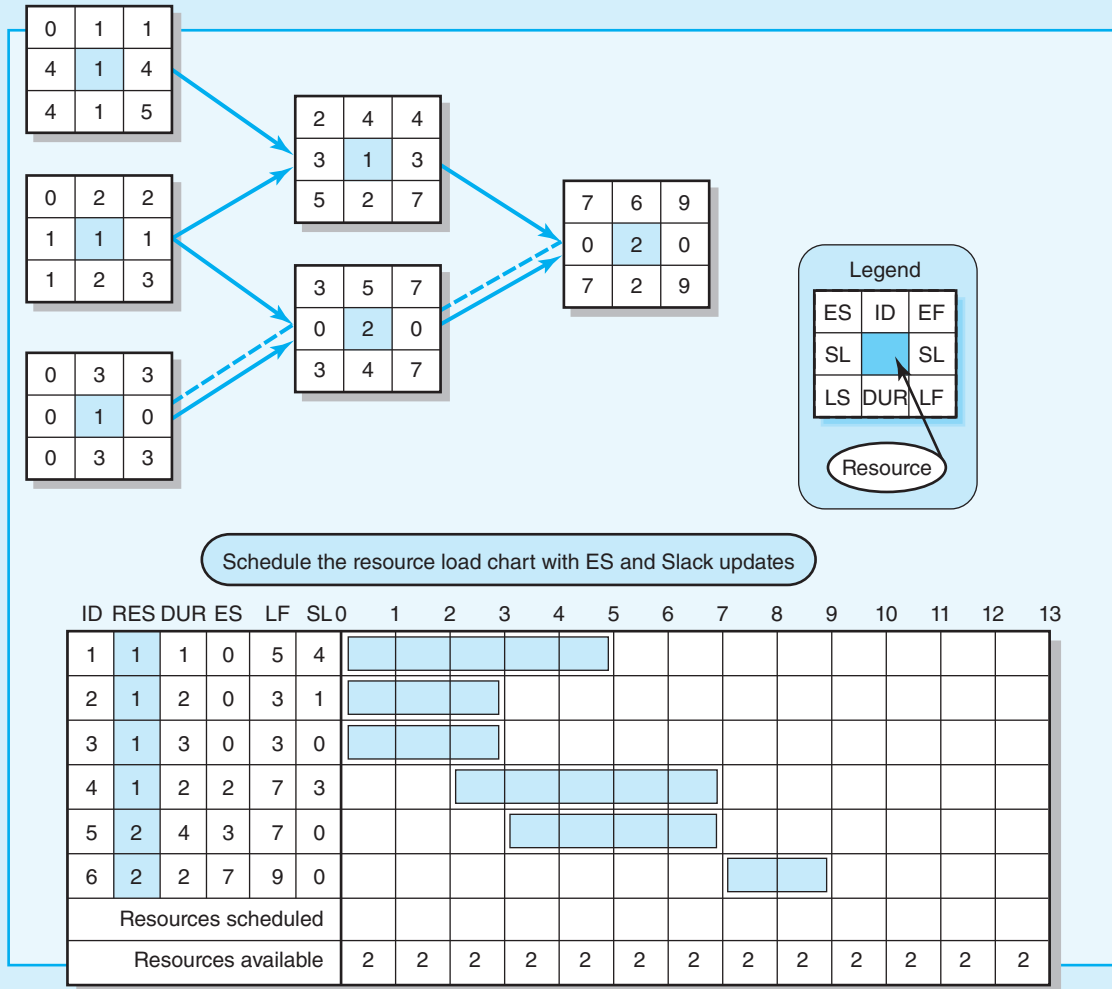 0 1 1
4 1 4
4 1 5
0 2 2
1 1 1
1 2 3
0 3 3
0 1 0
0 3 3
2 4 4
3 1 3
5 2 7
3 5 7
0 2 0
3 4 7
7 6 9
0 2 0
7 2 9
Legend
ES ID EF
SL SL
LS DUR LF
Resource
Schedule the resource load chart with ES and Slack updates
ID RES DUR ES LF SL 0 1 2 3 4 5 6 7 8 9 10 11 12 13
1 1 1 0 5 4
2 1 2 0 3 1
3 1 3 0 3 0
4 1 2 2 7 3
5 2 4 3 7 0
6 2 2 7 9 0
Resources scheduled
Resources available 2 2 2 2 2 2 2 2 2 2 2 2 2